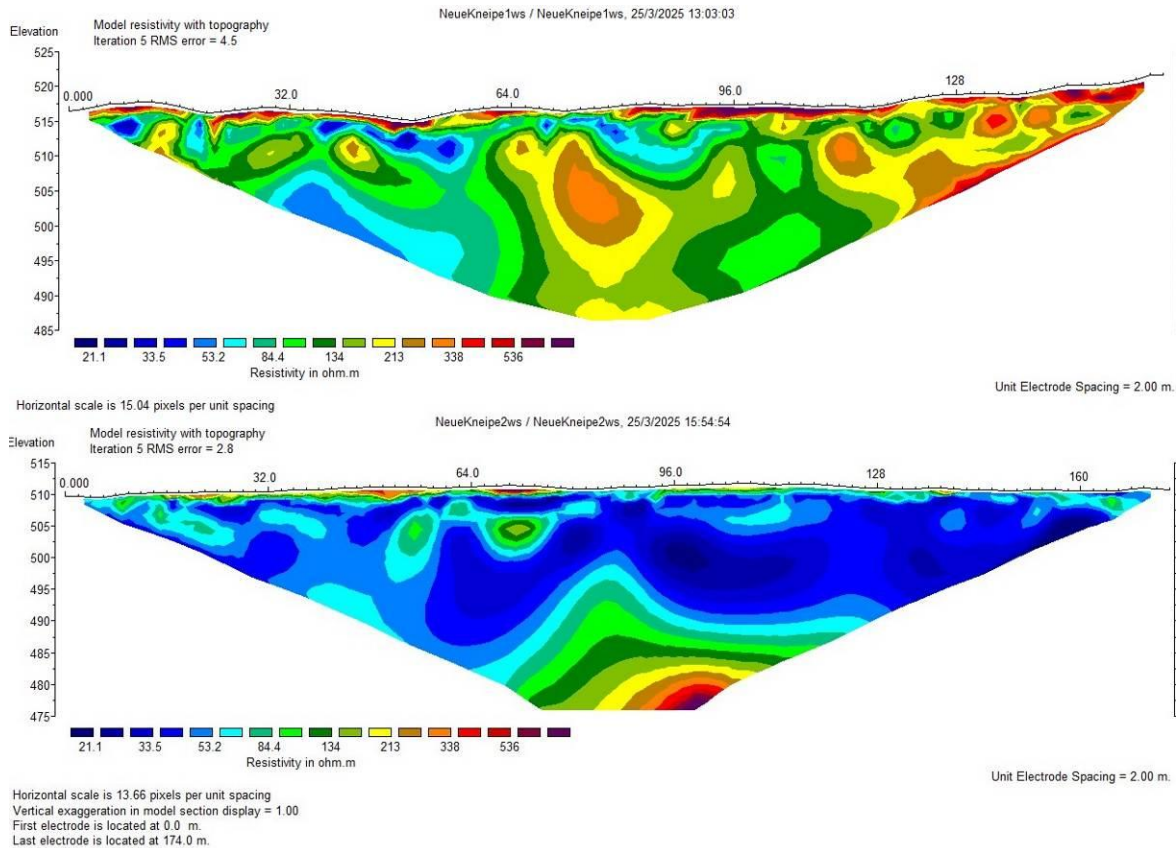 NeueKneipe1ws / NeueKneipe1ws, 25/3/2025 13:03:03
Model resistivity with topography
Elevation
Iteration 5 RMS error = 4.5
525
520
515
510
505
500
495
490
485
0.000 32.0 64.0 96.0 128
21.1 33.5 53.2 84.4 134 213 338 536
Resistivity in ohm.m
Unit Electrode Spacing = 2.00 m.
Horizontal scale is 15.04 pixels per unit spacing
NeueKneipe2ws / NeueKneipe2ws, 25/3/2025 15:54:54
Model resistivity with topography
Elevation
Iteration 5 RMS error = 2.8
515
510
505
500
495
490
485
480
475
0.000 32.0 64.0 96.0 128 160
21.1 33.5 53.2 84.4 134 213 338 536
Resistivity in ohm.m
Unit Electrode Spacing = 2.00 m.
Horizontal scale is 13.66 pixels per unit spacing
Vertical exaggeration in model section display = 1.00
First electrode is located at 0.0 m.
Last electrode is located at 174.0 m.